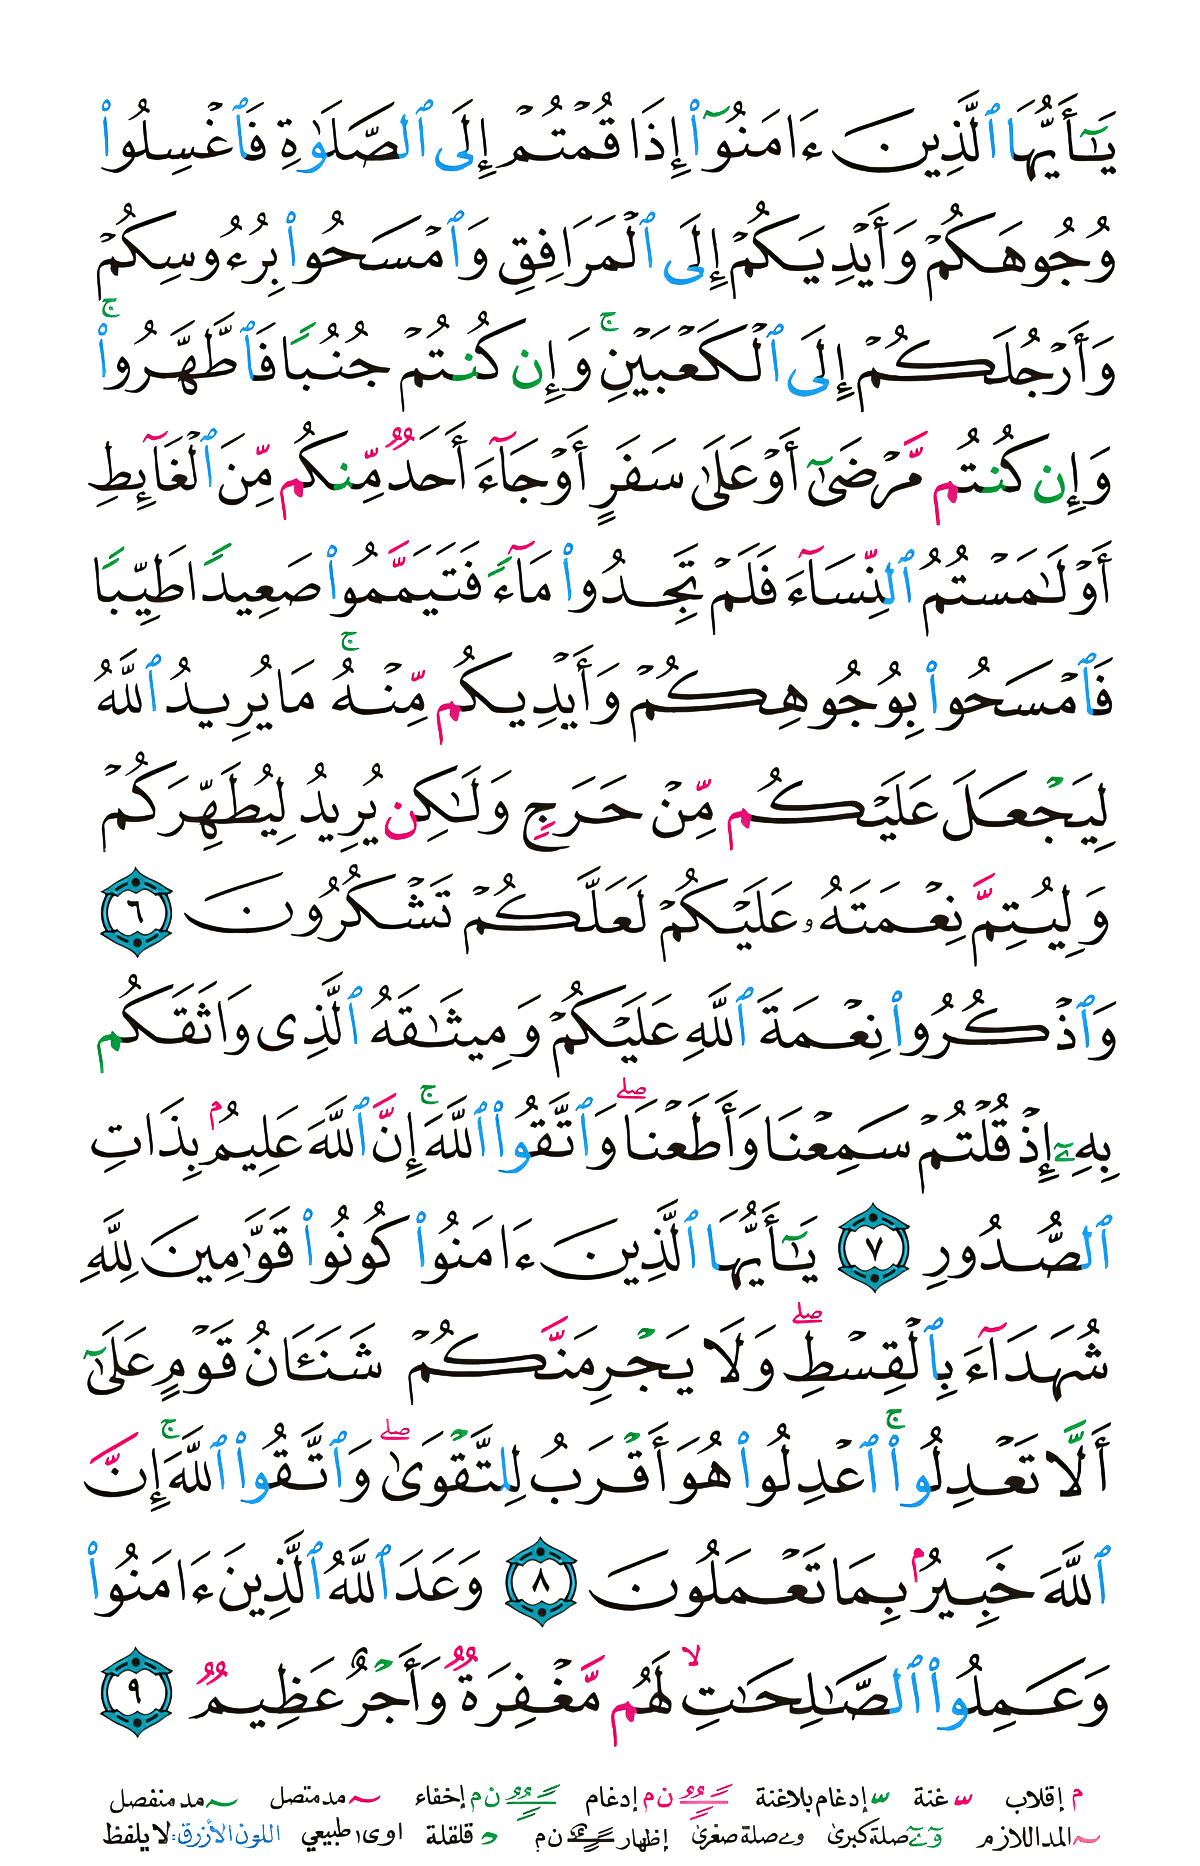 يَٰٓأَيُّهَا ٱلَّذِينَ ءَامَنُوٓا۟ إِذَا قُمْتُمْ إِلَى ٱلصَّلَوٰةِ فَٱغْسِلُوا۟
وُجُوهَكُمْ وَأَيْدِيَكُمْ إِلَى ٱلْمَرَافِقِ وَٱمْسَحُوا۟ بِرُءُوسِكُمْ
وَأَرْجُلَكُمْ إِلَى ٱلْكَعْبَيْنِ ۚ وَإِن كُنتُمْ جُنُبًا فَٱطَّهَّرُوا۟ ۚ
وَإِن كُنتُم مَّرْضَىٰٓ أَوْ عَلَىٰ سَفَرٍ أَوْ جَآءَ أَحَدٌ مِّنكُم مِّنَ ٱلْغَآئِطِ
أَوْ لَٰمَسْتُمُ ٱلنِّسَآءَ فَلَمْ تَجِدُوا۟ مَآءً فَتَيَمَّمُوا۟ صَعِيدًا طَيِّبًا
فَٱمْسَحُوا۟ بِوُجُوهِكُمْ وَأَيْدِيكُم مِّنْهُ ۚ مَا يُرِيدُ ٱللَّهُ
لِيَجْعَلَ عَلَيْكُم مِّنْ حَرَجٍ وَلَٰكِن يُرِيدُ لِيُطَهِّرَكُمْ
وَلِيُتِمَّ نِعْمَتَهُۥ عَلَيْكُمْ لَعَلَّكُمْ تَشْكُرُونَ ٦
وَٱذْكُرُوا۟ نِعْمَةَ ٱللَّهِ عَلَيْكُمْ وَمِيثَٰقَهُ ٱلَّذِى وَاثَقَكُم
بِهِۦٓ إِذْ قُلْتُمْ سَمِعْنَا وَأَطَعْنَا ۖ وَٱتَّقُوا۟ ٱللَّهَ ۚ إِنَّ ٱللَّهَ عَلِيمُۢ بِذَاتِ
ٱلصُّدُورِ ٧ يَٰٓأَيُّهَا ٱلَّذِينَ ءَامَنُوا۟ كُونُوا۟ قَوَّٰمِينَ لِلَّهِ
شُهَدَآءَ بِٱلْقِسْطِ ۖ وَلَا يَجْرِمَنَّكُمْ شَنَـَٔانُ قَوْمٍ عَلَىٰٓ
أَلَّا تَعْدِلُوا۟ ۚ ٱعْدِلُوا۟ هُوَ أَقْرَبُ لِلتَّقْوَىٰ ۖ وَٱتَّقُوا۟ ٱللَّهَ ۚ إِنَّ
ٱللَّهَ خَبِيرُۢ بِمَا تَعْمَلُونَ ٨ وَعَدَ ٱللَّهُ ٱلَّذِينَ ءَامَنُوا۟
وَعَمِلُوا۟ ٱلصَّٰلِحَٰتِ ۙ لَهُم مَّغْفِرَةٌ وَأَجْرٌ عَظِيمٌ ٩
م إقلاب غنة إدغام بلاغنة ن م إدغام ن م إخفاء مد متصل مد منفصل
المد اللازم صلة كبرى و ے صلة صغرى إظهار ن م قلقلة ا و ى طبيعي اللون الأزرق: لا يلفظ